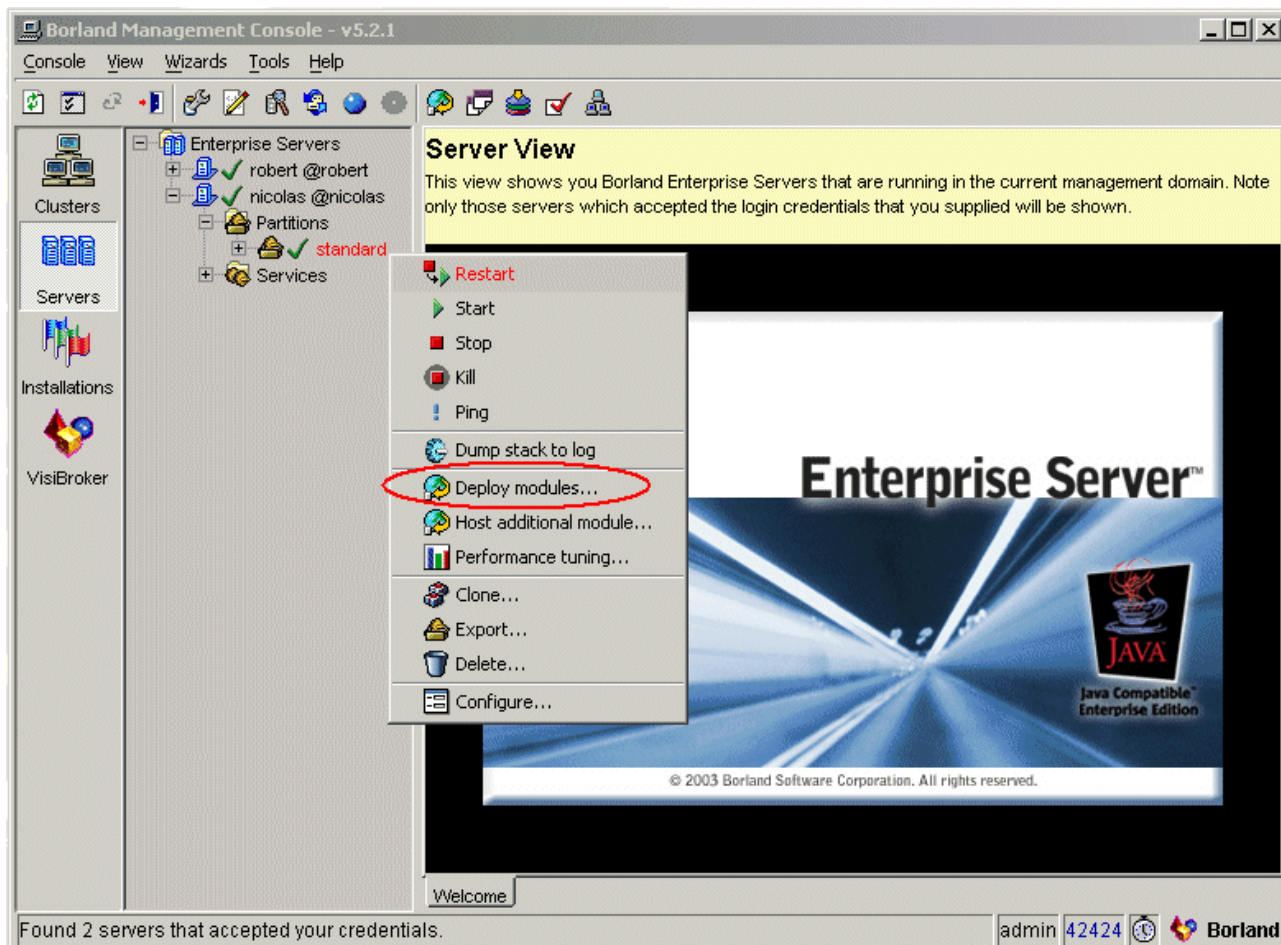 Borland Management Console - v5.2.1
Console View Wizards Tools Help
Clusters
Servers
Installations
VisiBroker
Enterprise Servers
robert @robert
nicolas @nicolas
Partitions
standard
Services
Server View
This view shows you Borland Enterprise Servers that are running in the current management domain. Note
only those servers which accepted the login credentials that you supplied will be shown.
Restart
Start
Stop
Kill
Ping
Dump stack to log
Deploy modules...
Host additional module...
Performance tuning...
Clone...
Export...
Delete...
Configure...
Enterprise Server™
JAVA
Java Compatible™
Enterprise Edition
© 2003 Borland Software Corporation. All rights reserved.
Welcome
Found 2 servers that accepted your credentials.
admin 42424 Borland